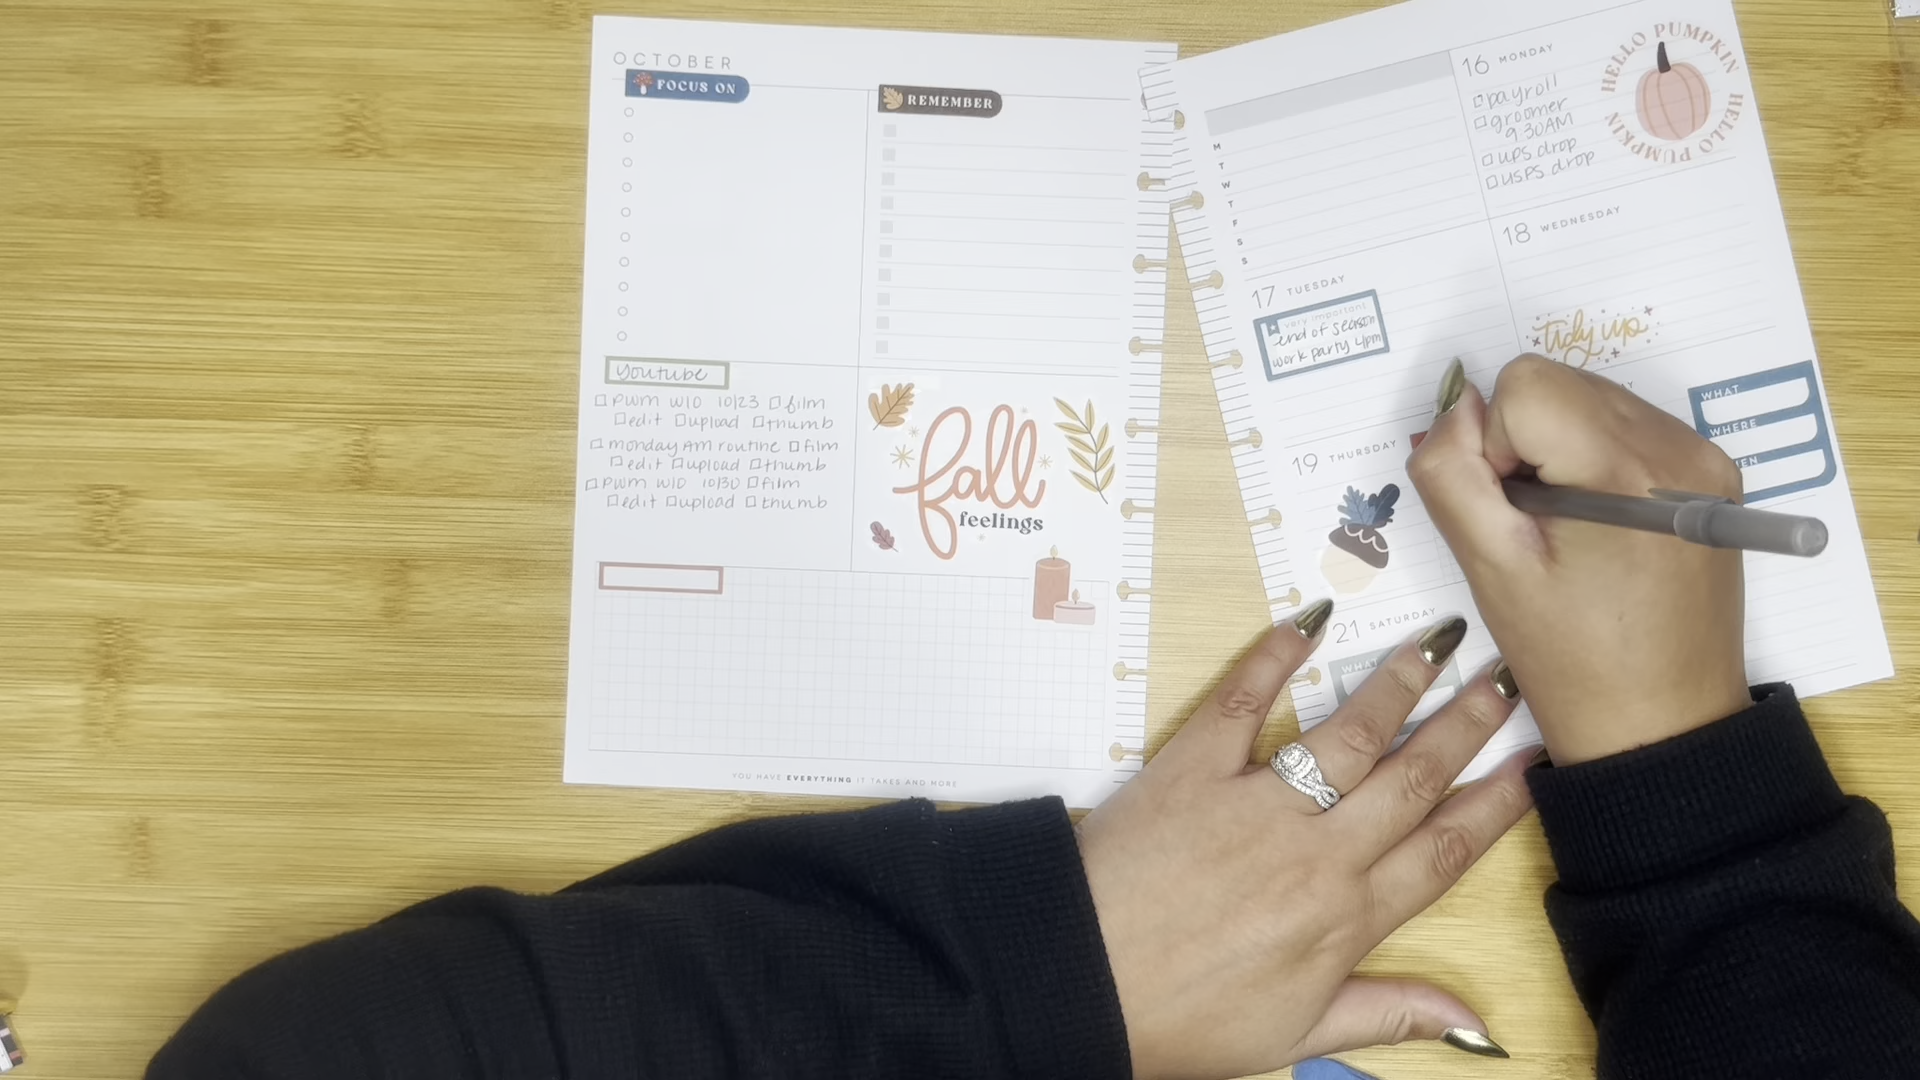 OCTOBER
FOCUS ON
REMEMBER
youtube
PWM W/O 10/23 film
edit upload thumb
monday AM routine film
edit upload thumb
PWM W/O 10/30 film
edit upload thumb
fall
feelings
YOU HAVE EVERYTHING IT TAKES AND MORE
M
T
W
T
F
S
S
16 MONDAY
payroll
groomer
9:30AM
ups drop
USPS drop
HELLO PUMPKIN HELLO PUMPKIN
17 TUESDAY
very important
end of season
work party 4pm
18 WEDNESDAY
tidy up
19 THURSDAY
WHAT
WHERE
21 SATURDAY
WHAT